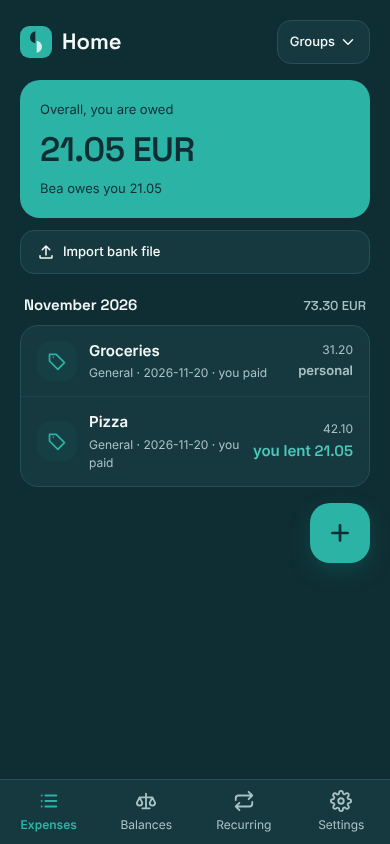 Home
Groups
Overall, you are owed
21.05 EUR
Bea owes you 21.05
Import bank file
November 2026
73.30 EUR
Groceries
31.20
General · 2026-11-20 · you paid
personal
Pizza
42.10
General · 2026-11-20 · you
paid
you lent 21.05
Expenses
Balances
Recurring
Settings